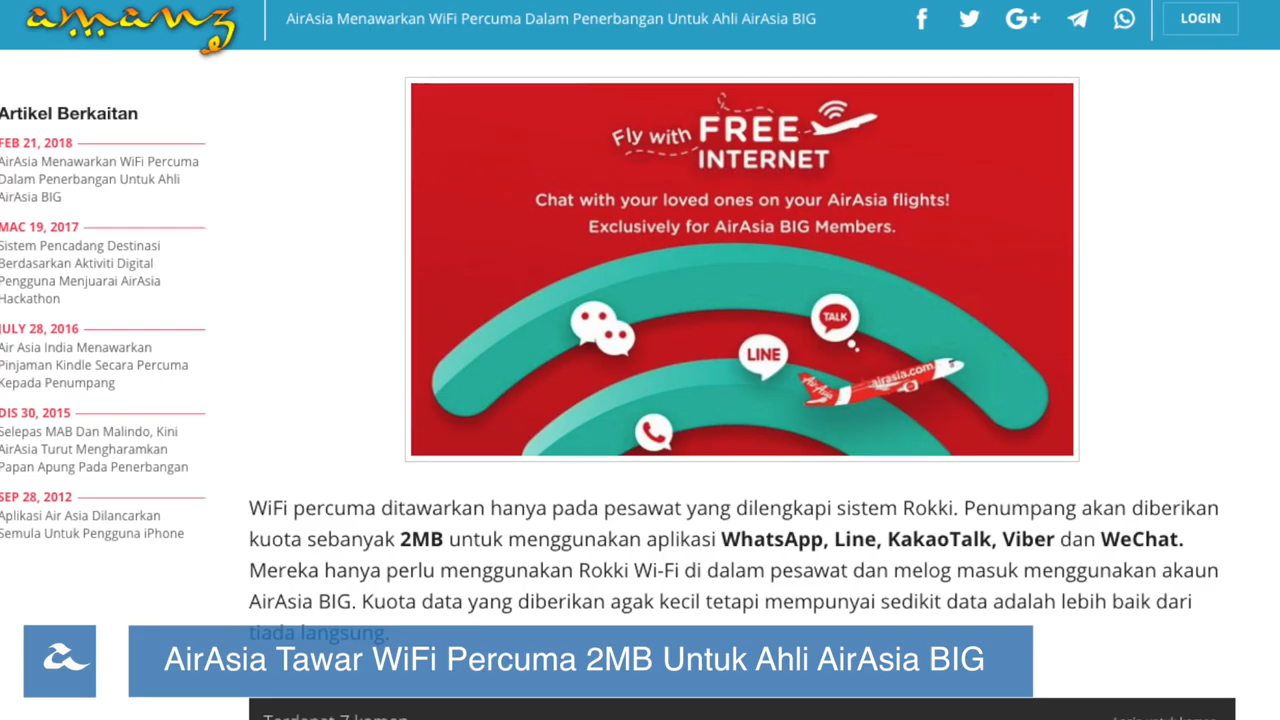 amanz
AirAsia Menawarkan WiFi Percuma Dalam Penerbangan Untuk Ahli AirAsia BIG
LOGIN
Artikel Berkaitan
FEB 21, 2018
AirAsia Menawarkan WiFi Percuma
Dalam Penerbangan Untuk Ahli
AirAsia BIG
MAC 19, 2017
Sistem Pencadang Destinasi
Berdasarkan Aktiviti Digital
Pengguna Menjuarai AirAsia
Hackathon
JULY 28, 2016
Air Asia India Menawarkan
Pinjaman Kindle Secara Percuma
Kepada Penumpang
DIS 30, 2015
Selepas MAB Dan Malindo, Kini
AirAsia Turut Mengharamkan
Papan Apung Pada Penerbangan
SEP 28, 2012
Aplikasi Air Asia Dilancarkan
Semula Untuk Pengguna iPhone
Fly with FREE
INTERNET
Chat with your loved ones on your AirAsia flights!
Exclusively for AirAsia BIG Members.
TALK
LINE
AirAsia airasia.com
WiFi percuma ditawarkan hanya pada pesawat yang dilengkapi sistem Rokki. Penumpang akan diberikan
kuota sebanyak 2MB untuk menggunakan aplikasi WhatsApp, Line, KakaoTalk, Viber dan WeChat.
Mereka hanya perlu menggunakan Rokki Wi-Fi di dalam pesawat dan melog masuk menggunakan akaun
AirAsia BIG. Kuota data yang diberikan agak kecil tetapi mempunyai sedikit data adalah lebih baik dari
tiada langsung.
AirAsia Tawar WiFi Percuma 2MB Untuk Ahli AirAsia BIG